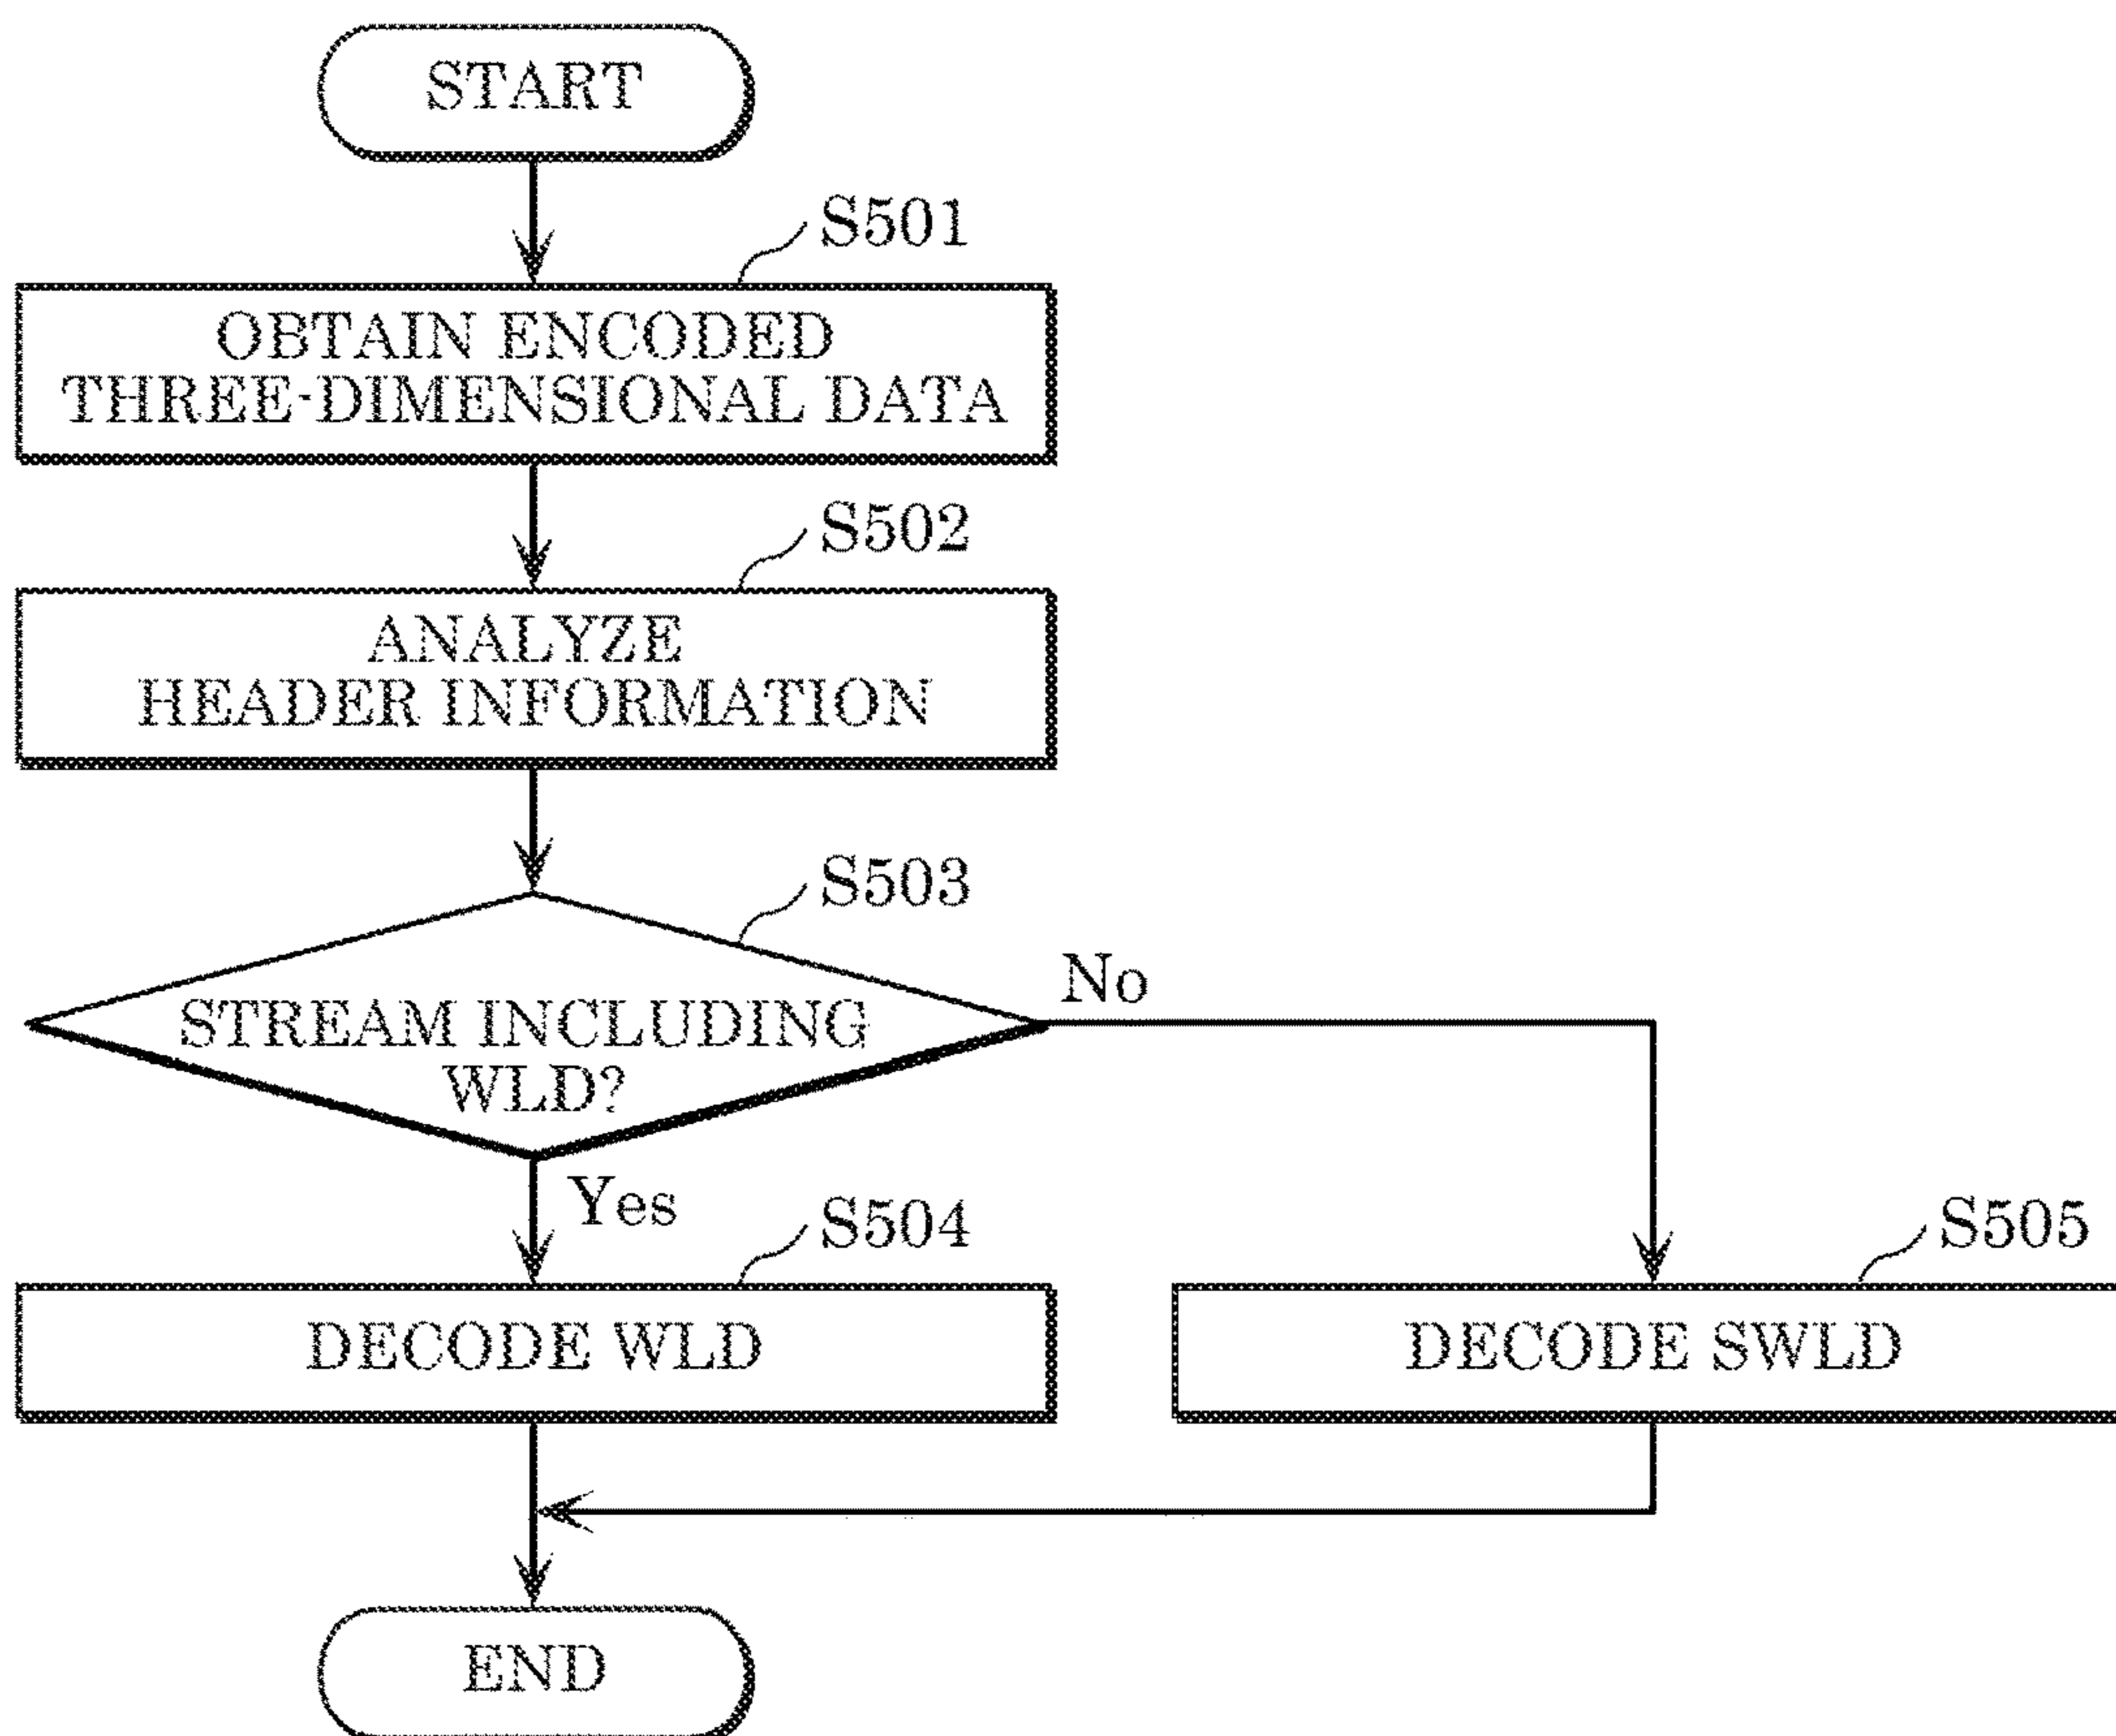 START
S501
OBTAIN ENCODED
THREE-DIMENSIONAL DATA
S502
ANALYZE
HEADER INFORMATION
S503
STREAM INCLUDING
WLD?
No
Yes
S504
DECODE WLD
S505
DECODE SWLD
END